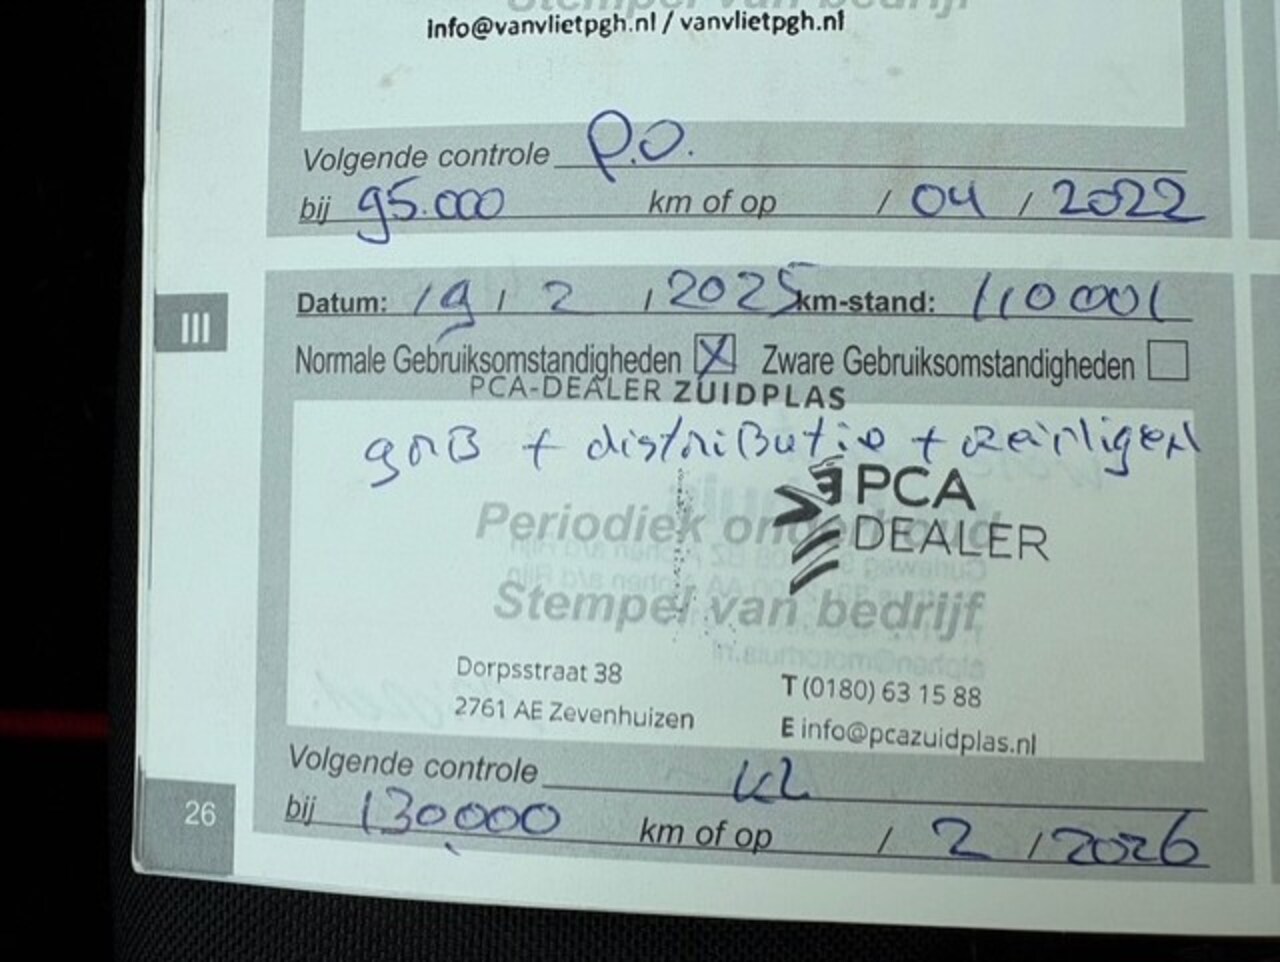 info@vanvlietpgh.nl / vanvlietpgh.nl
Volgende controle P.O.
bij 95.000 km of op / 04 / 2022
III
Datum: 19 / 2 / 2025 km-stand: 110001
Normale Gebruiksomstandigheden X Zware Gebruiksomstandigheden
PCA-DEALER ZUIDPLAS
grB + distributie + 
PCA
DEALER
Periodiek onderhoud
Stempel van bedrijf
Dorpsstraat 38
T (0180) 63 15 88
2761 AE Zevenhuizen
E info@pcazuidplas.nl
Volgende controle kl
26
bij 130.000 km of op / 2 / 2026